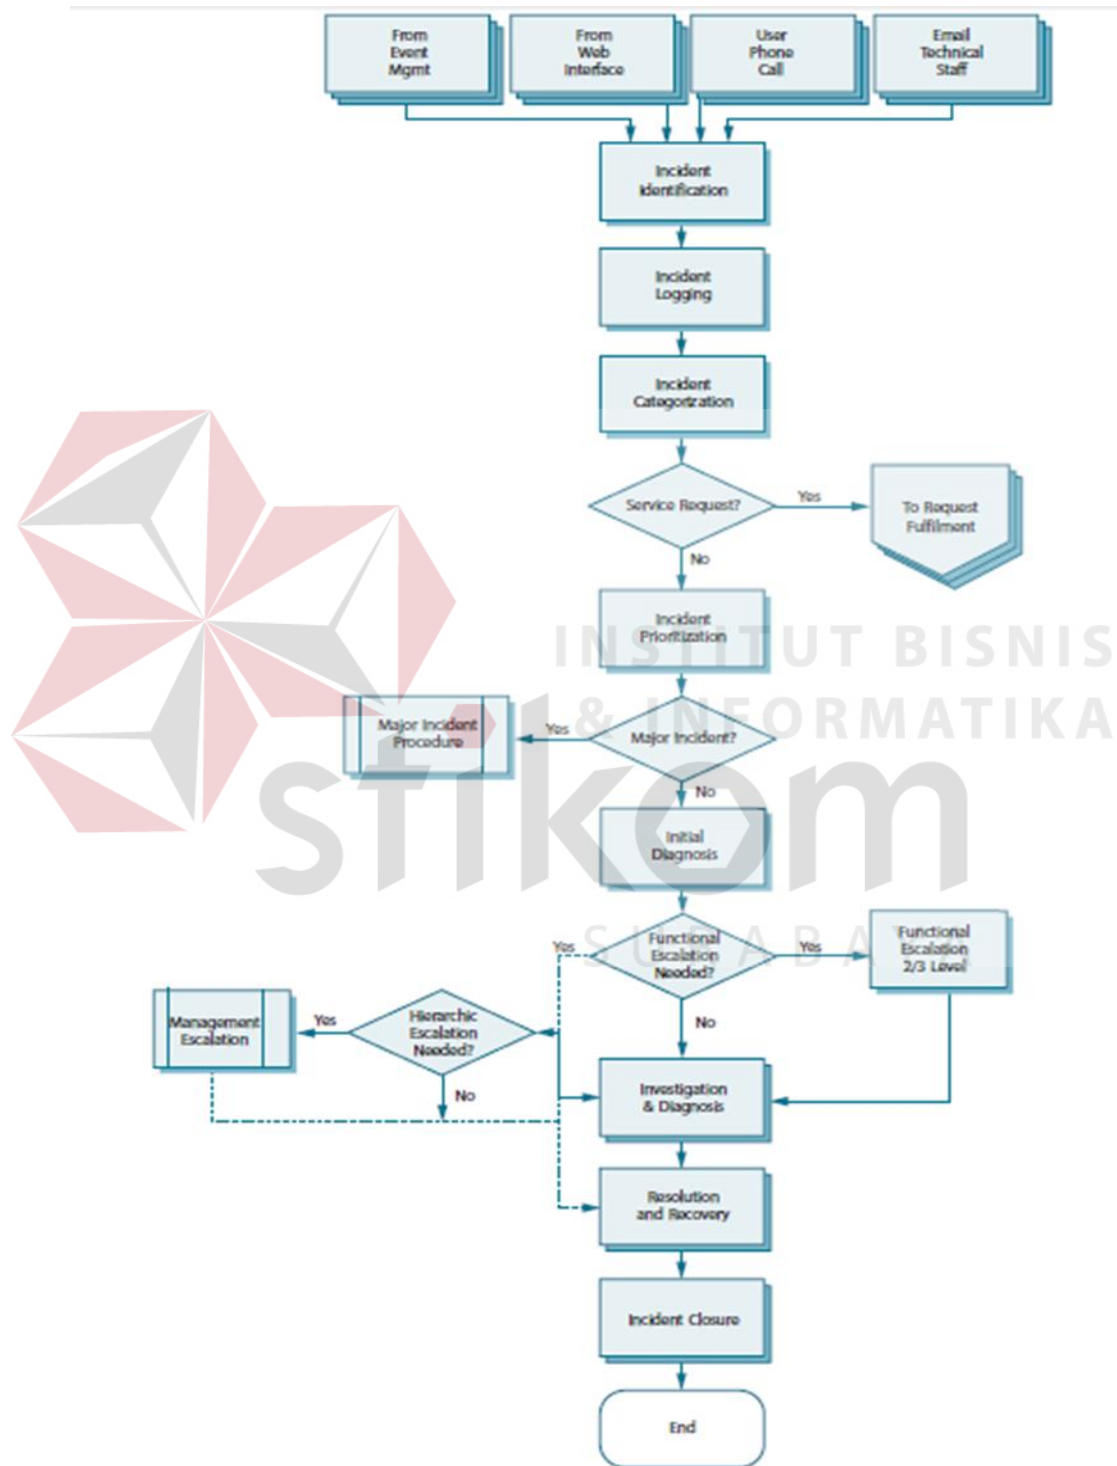 From
Event
Mgmt
From
Web
Interface
User
Phone
Call
Email
Technical
Staff
Incident
Identification
Incident
Logging
Incident
Categorization
Service Request?
Yes
To Request
Fulfilment
No
Incident
Prioritization
INSTITUT BISNIS
& INFORMATIKA
Major Incident
Procedure
Yes
Major Incident?
No
stikom
Initial
Diagnosis
SURABAYA
Yes
Functional
Escalation
Needed?
Yes
Functional
Escalation
2/3 Level
Management
Escalation
Yes
Hierarchic
Escalation
Needed?
No
No
Investigation
& Diagnosis
Resolution
and Recovery
Incident Closure
End